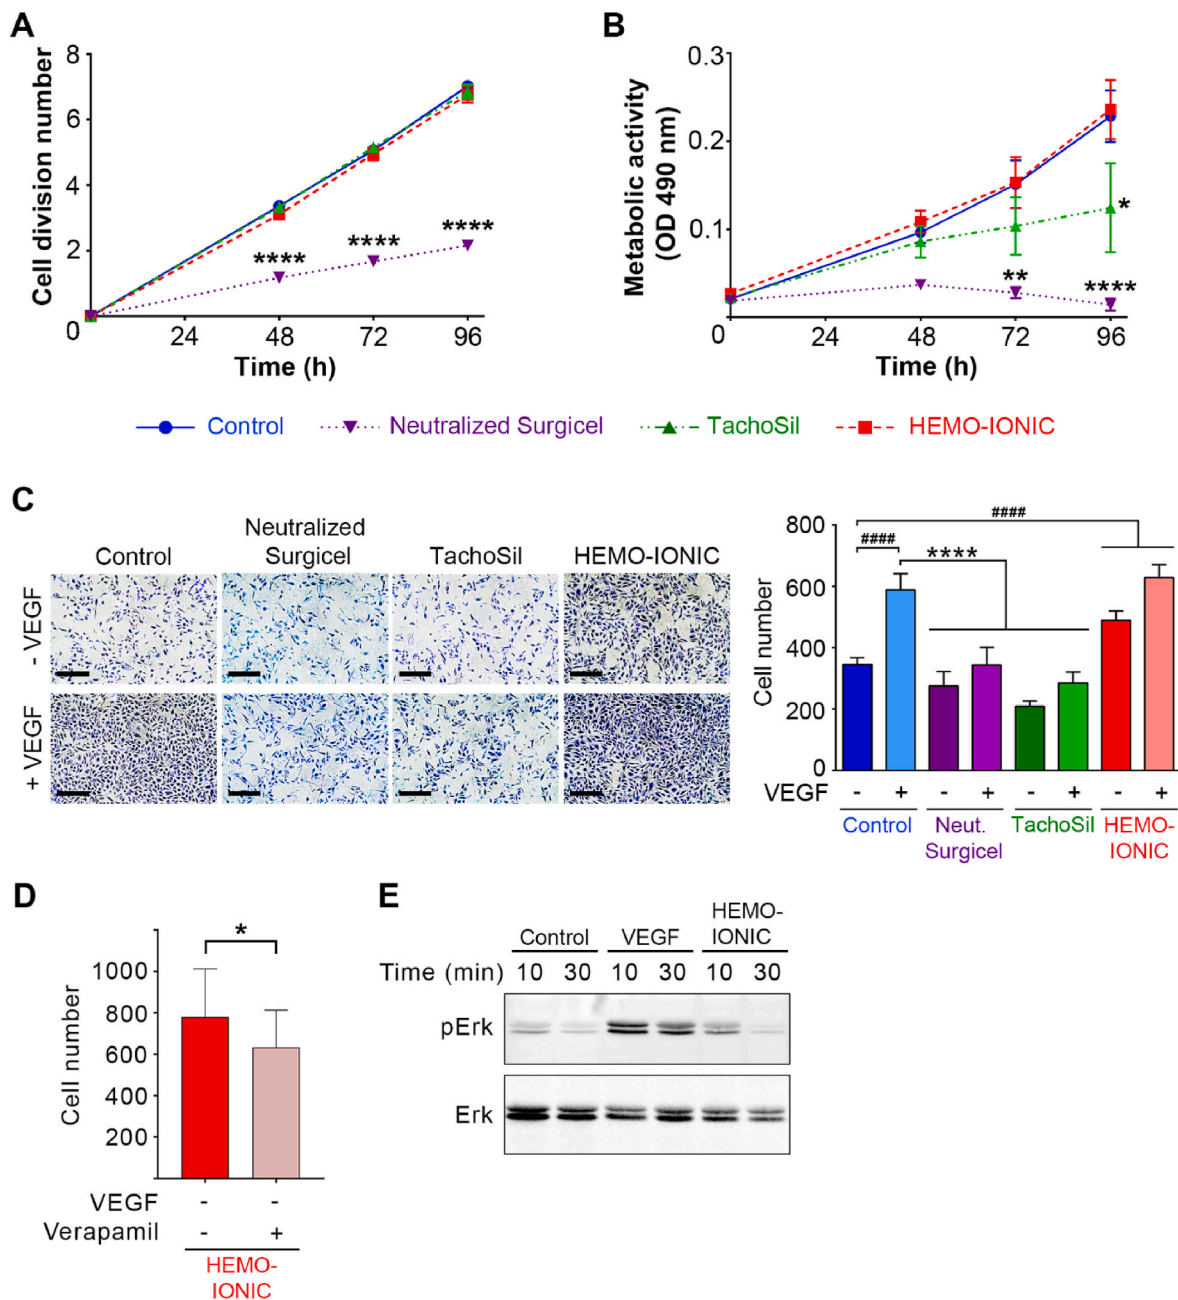 A
Cell division number
8
6
4
2
0
24
48
72
96
Time (h)
****
****
****
B
Metabolic activity
(OD 490 nm)
0.3
0.2
0.1
0
24
48
72
96
Time (h)
*
**
****
Control
Neutralized Surgicel
TachoSil
HEMO-IONIC
C
Control
Neutralized
Surgicel
TachoSil
HEMO-IONIC
- VEGF
+ VEGF
Cell number
800
600
400
200
0
####
####
****
VEGF - + - + - + - +
Control
Neut.
Surgicel
TachoSil
HEMO-
IONIC
D
Cell number
1000
800
600
400
200
*
VEGF - -
Verapamil - +
HEMO-
IONIC
E
Control
VEGF
HEMO-
IONIC
Time (min) 10 30 10 30 10 30
pErk
Erk